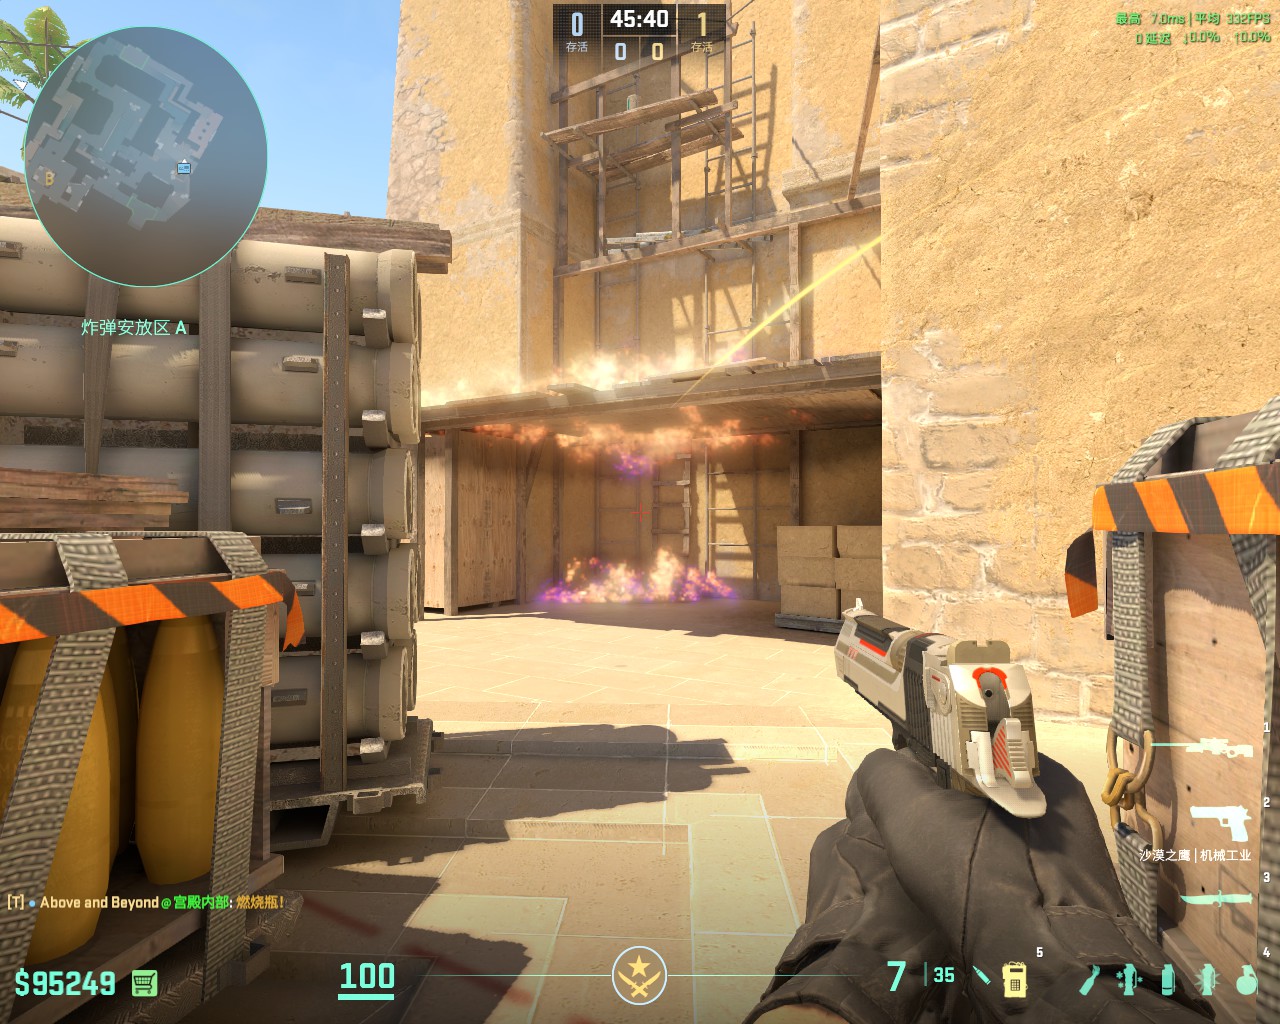 0
45:40
1
存活
0
0
存活
最高 7.0ms | 平均 332FPS
0 延迟 ↓0.0% ↑0.0%
B
炸弹安放区 A
1
2
沙漠之鹰 | 机械工业
3
[T] • Above and Beyond @ 宫殿内部: 燃烧瓶!
5
4
$95249
100
7 | 35